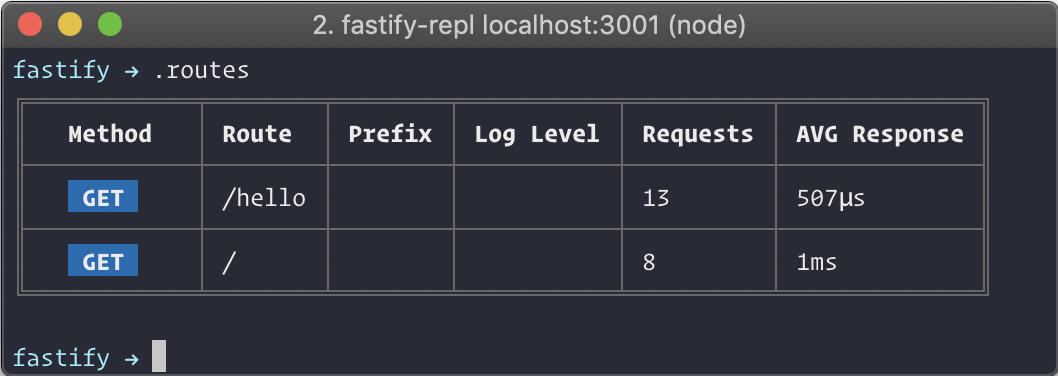 2. fastify-repl localhost:3001 (node)
fastify → .routes
Method Route Prefix Log Level Requests AVG Response
GET /hello 13 507µs
GET / 8 1ms
fastify →